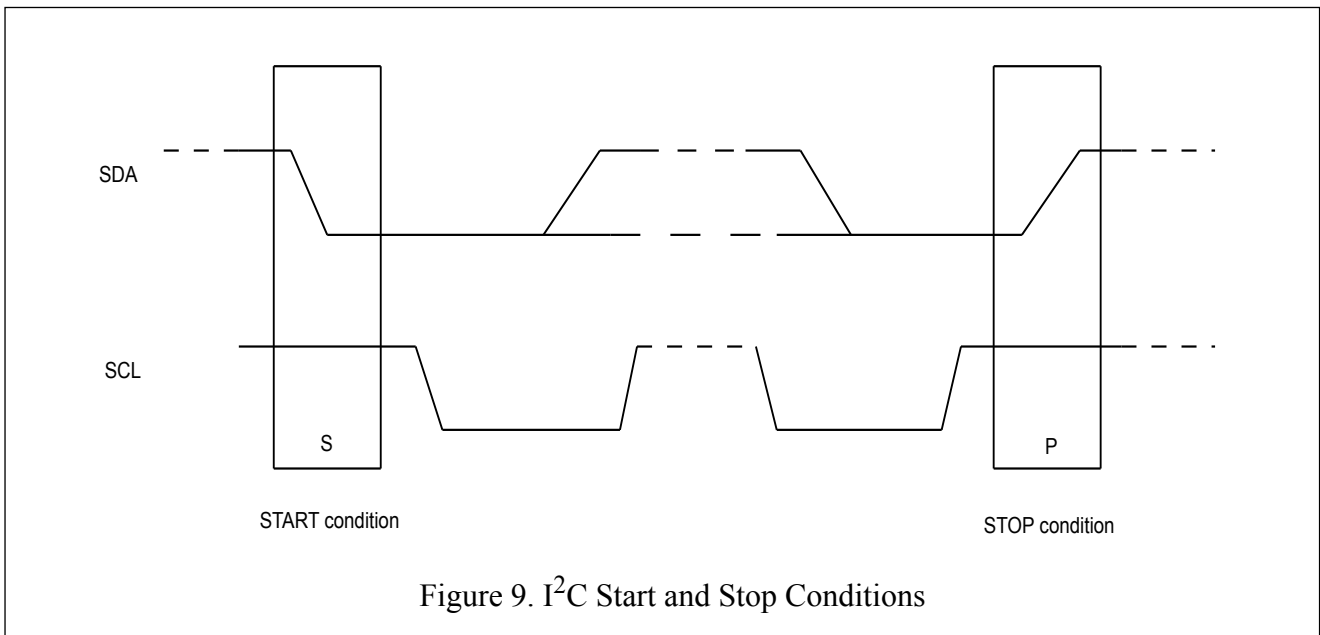 SDA
SCL
S
P
START condition
STOP condition
Figure 9. I²C Start and Stop Conditions